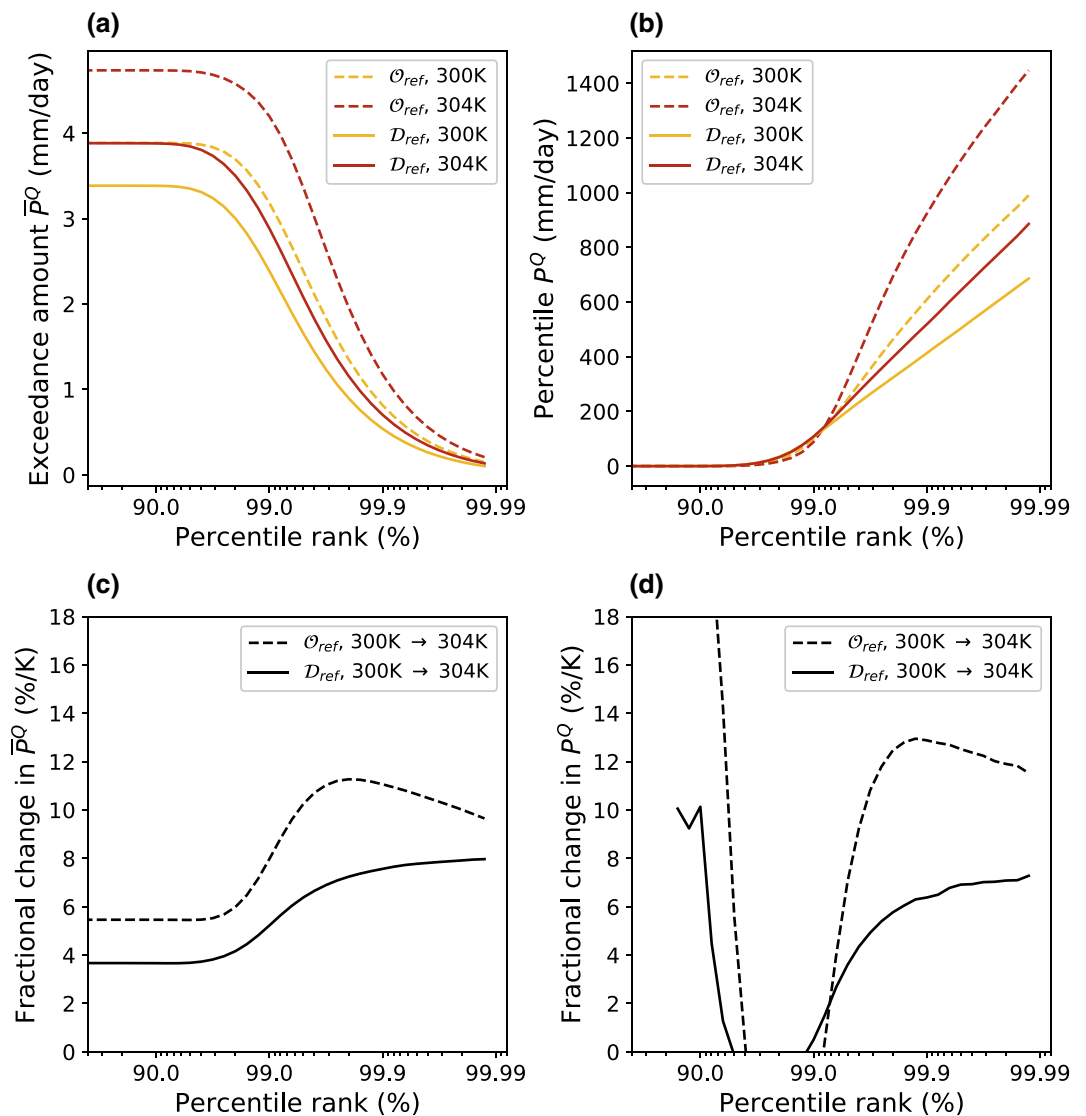 (a)
Exceedance amount P̅^Q (mm/day)
4
3
2
1
0
𝒪_ref, 300K
𝒪_ref, 304K
𝒟_ref, 300K
𝒟_ref, 304K
90.0 99.0 99.9 99.99
Percentile rank (%)
(b)
Percentile P^Q (mm/day)
1400
1200
1000
800
600
400
200
0
𝒪_ref, 300K
𝒪_ref, 304K
𝒟_ref, 300K
𝒟_ref, 304K
90.0 99.0 99.9 99.99
Percentile rank (%)
(c)
Fractional change in P̅^Q (%/K)
18
16
14
12
10
8
6
4
2
0
𝒪_ref, 300K → 304K
𝒟_ref, 300K → 304K
90.0 99.0 99.9 99.99
Percentile rank (%)
(d)
Fractional change in P^Q (%/K)
18
16
14
12
10
8
6
4
2
0
𝒪_ref, 300K → 304K
𝒟_ref, 300K → 304K
90.0 99.0 99.9 99.99
Percentile rank (%)